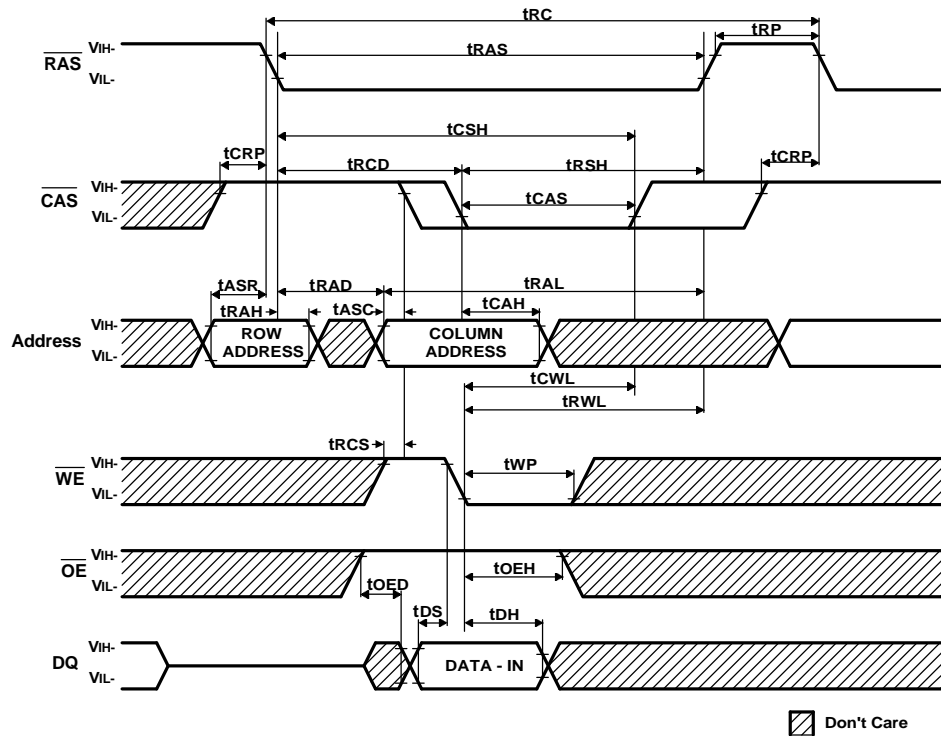 tRC
tRP
VIH-
RAS
tRAS
VIL-
tCSH
tCRP
tRCD
tRSH
tCRP
VIH-
CAS
tCAS
VIL-
tASR
tRAD
tRAL
tRAH
tASC
tCAH
VIH-
Address
ROW
ADDRESS
COLUMN
ADDRESS
VIL-
tCWL
tRWL
tRCS
VIH-
WE
tWP
VIL-
VIH-
OE
VIL-
tOED
tOEH
tDS
tDH
VIH-
DQ
DATA - IN
VIL-
Don't Care